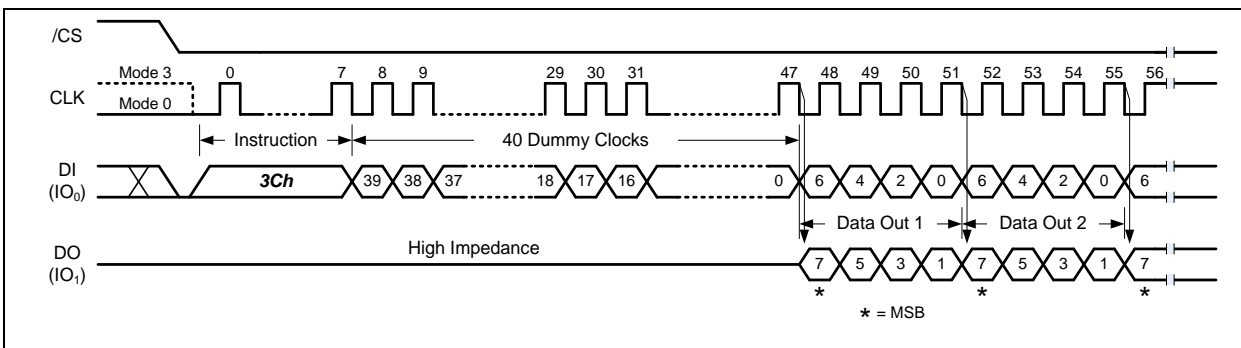 /CS
Mode 3 0 7 8 9 29 30 31 47 48 49 50 51 52 53 54 55 56
CLK
Mode 0
Instruction 40 Dummy Clocks
DI
(IO₀)
3Ch 39 38 37 18 17 16 0 6 4 2 0 6 4 2 0 6
Data Out 1 Data Out 2
High Impedance
DO
(IO₁)
7 5 3 1 7 5 3 1 7
* * *
* = MSB